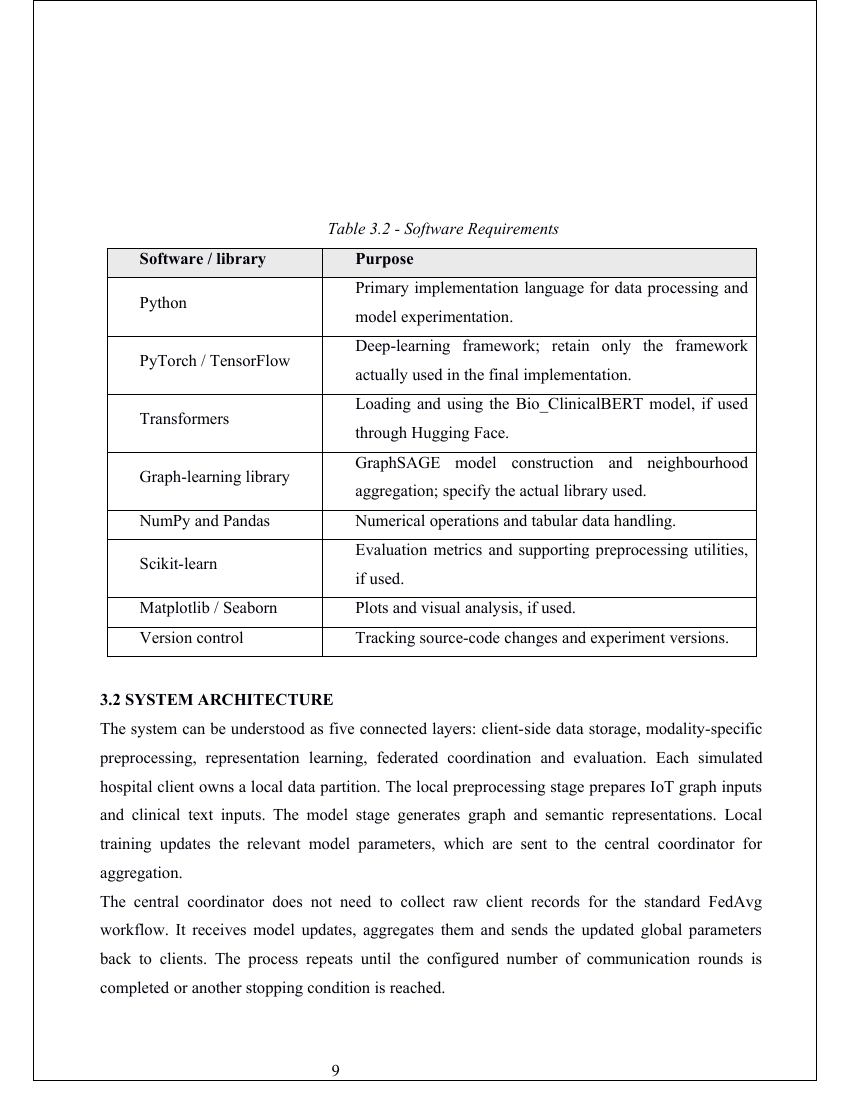 Table 3.2 - Software Requirements
Software / library
Purpose
Python
Primary implementation language for data processing and
model experimentation.
PyTorch / TensorFlow
Deep-learning framework; retain only the framework
actually used in the final implementation.
Transformers
Loading and using the Bio_ClinicalBERT model, if used
through Hugging Face.
Graph-learning library
GraphSAGE model construction and neighbourhood
aggregation; specify the actual library used.
NumPy and Pandas
Numerical operations and tabular data handling.
Scikit-learn
Evaluation metrics and supporting preprocessing utilities,
if used.
Matplotlib / Seaborn
Plots and visual analysis, if used.
Version control
Tracking source-code changes and experiment versions.
3.2 SYSTEM ARCHITECTURE
The system can be understood as five connected layers: client-side data storage, modality-specific
preprocessing, representation learning, federated coordination and evaluation. Each simulated
hospital client owns a local data partition. The local preprocessing stage prepares IoT graph inputs
and clinical text inputs. The model stage generates graph and semantic representations. Local
training updates the relevant model parameters, which are sent to the central coordinator for
aggregation.
The central coordinator does not need to collect raw client records for the standard FedAvg
workflow. It receives model updates, aggregates them and sends the updated global parameters
back to clients. The process repeats until the configured number of communication rounds is
completed or another stopping condition is reached.
9